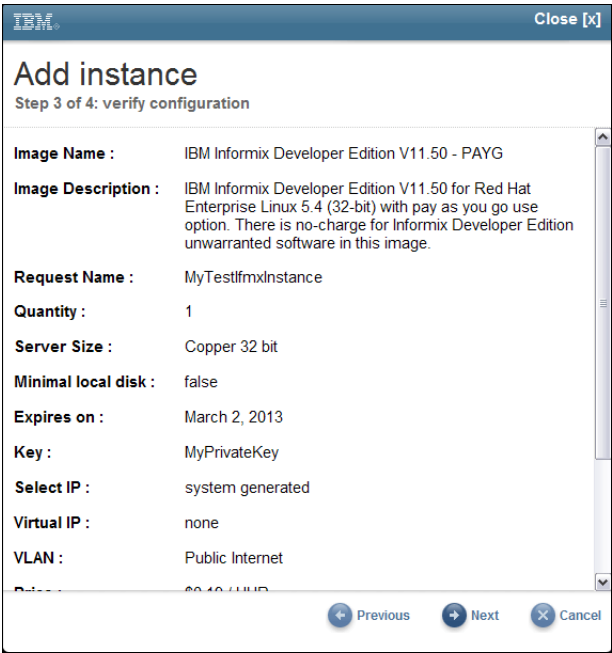 IBM
Close [x]
Add instance
Step 3 of 4: verify configuration
Image Name : IBM Informix Developer Edition V11.50 - PAYG
Image Description : IBM Informix Developer Edition V11.50 for Red Hat
Enterprise Linux 5.4 (32-bit) with pay as you go use
option. There is no-charge for Informix Developer Edition
unwarranted software in this image.
Request Name : MyTestIfmxInstance
Quantity : 1
Server Size : Copper 32 bit
Minimal local disk : false
Expires on : March 2, 2013
Key : MyPrivateKey
Select IP : system generated
Virtual IP : none
VLAN : Public Internet
Previous
Next
Cancel